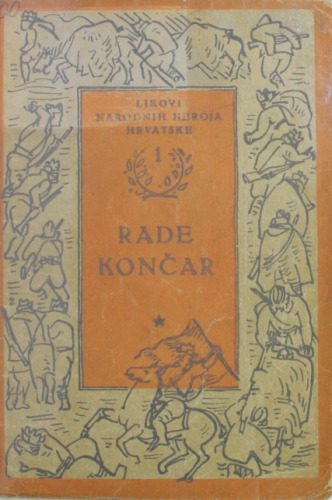 LIKOVI
NARODNIH HEROJA
HRVATSKE
1
RADE
KONČAR